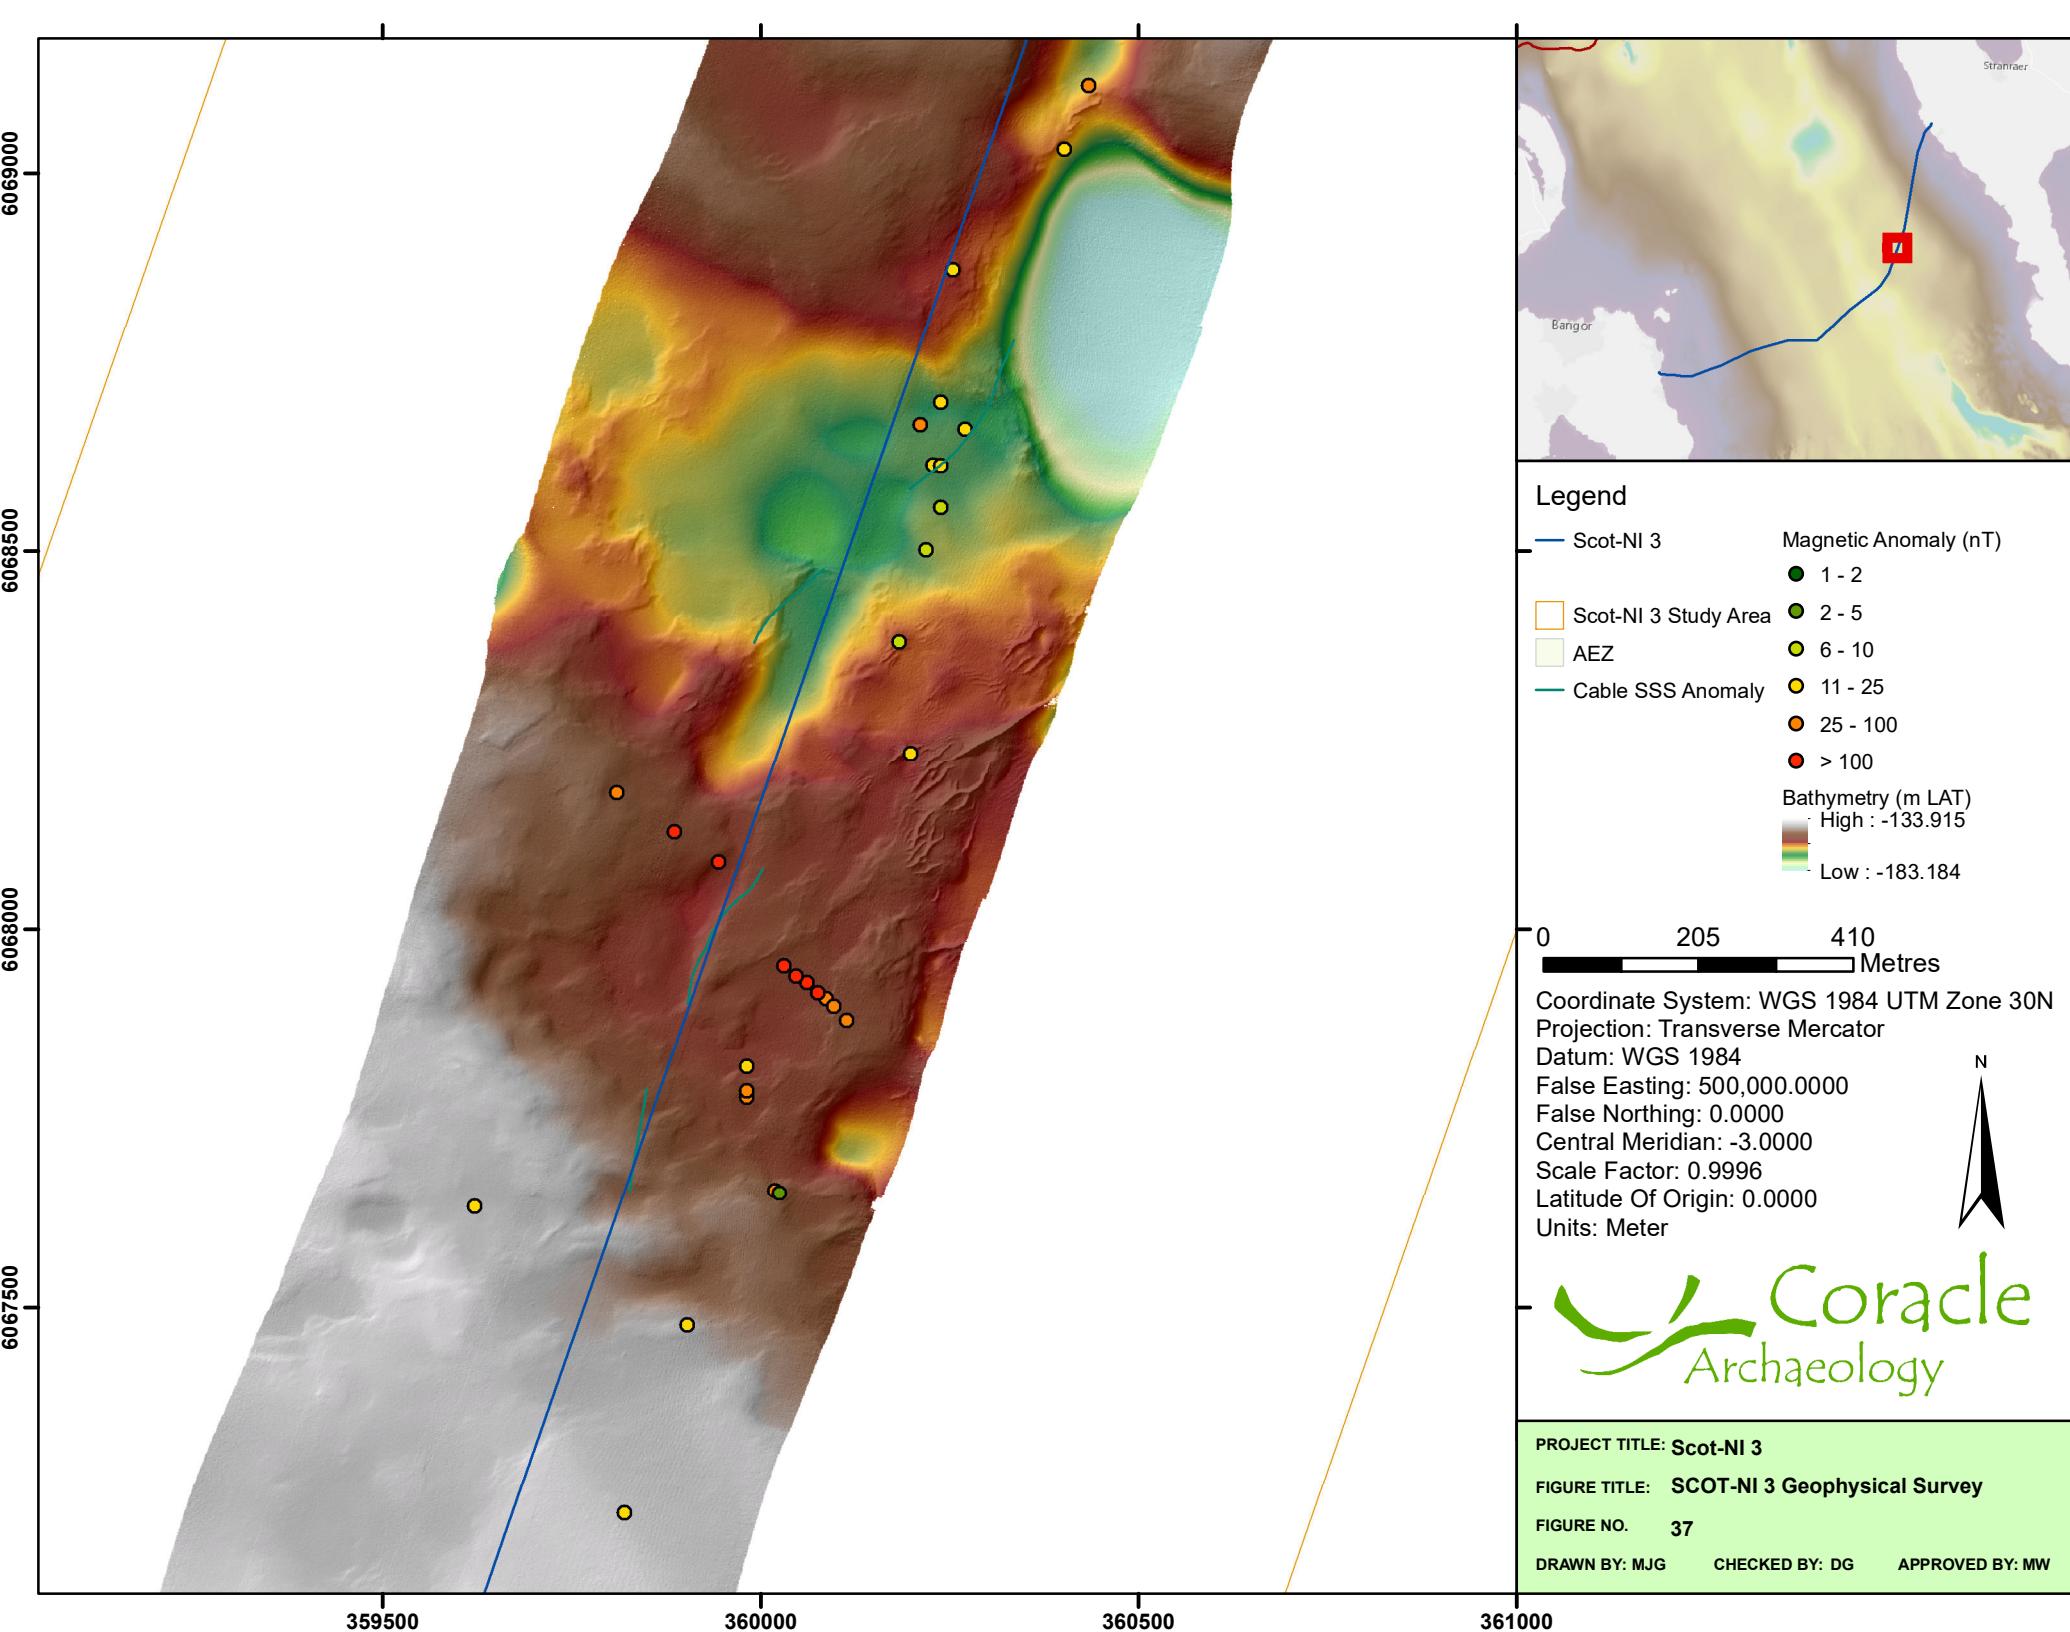 6069000
6068500
6068000
6067500
359500
360000
360500
361000
Stranraer
Bangor
Legend
Scot-NI 3
Scot-NI 3 Study Area
AEZ
Cable SSS Anomaly
Magnetic Anomaly (nT)
1 - 2
2 - 5
6 - 10
11 - 25
25 - 100
> 100
Bathymetry (m LAT)
High : -133.915
Low : -183.184
0 205 410
Metres
Coordinate System: WGS 1984 UTM Zone 30N
Projection: Transverse Mercator
Datum: WGS 1984
False Easting: 500,000.0000
False Northing: 0.0000
Central Meridian: -3.0000
Scale Factor: 0.9996
Latitude Of Origin: 0.0000
Units: Meter
N
Coracle
Archaeology
PROJECT TITLE: Scot-NI 3
FIGURE TITLE: SCOT-NI 3 Geophysical Survey
FIGURE NO. 37
DRAWN BY: MJG CHECKED BY: DG APPROVED BY: MW